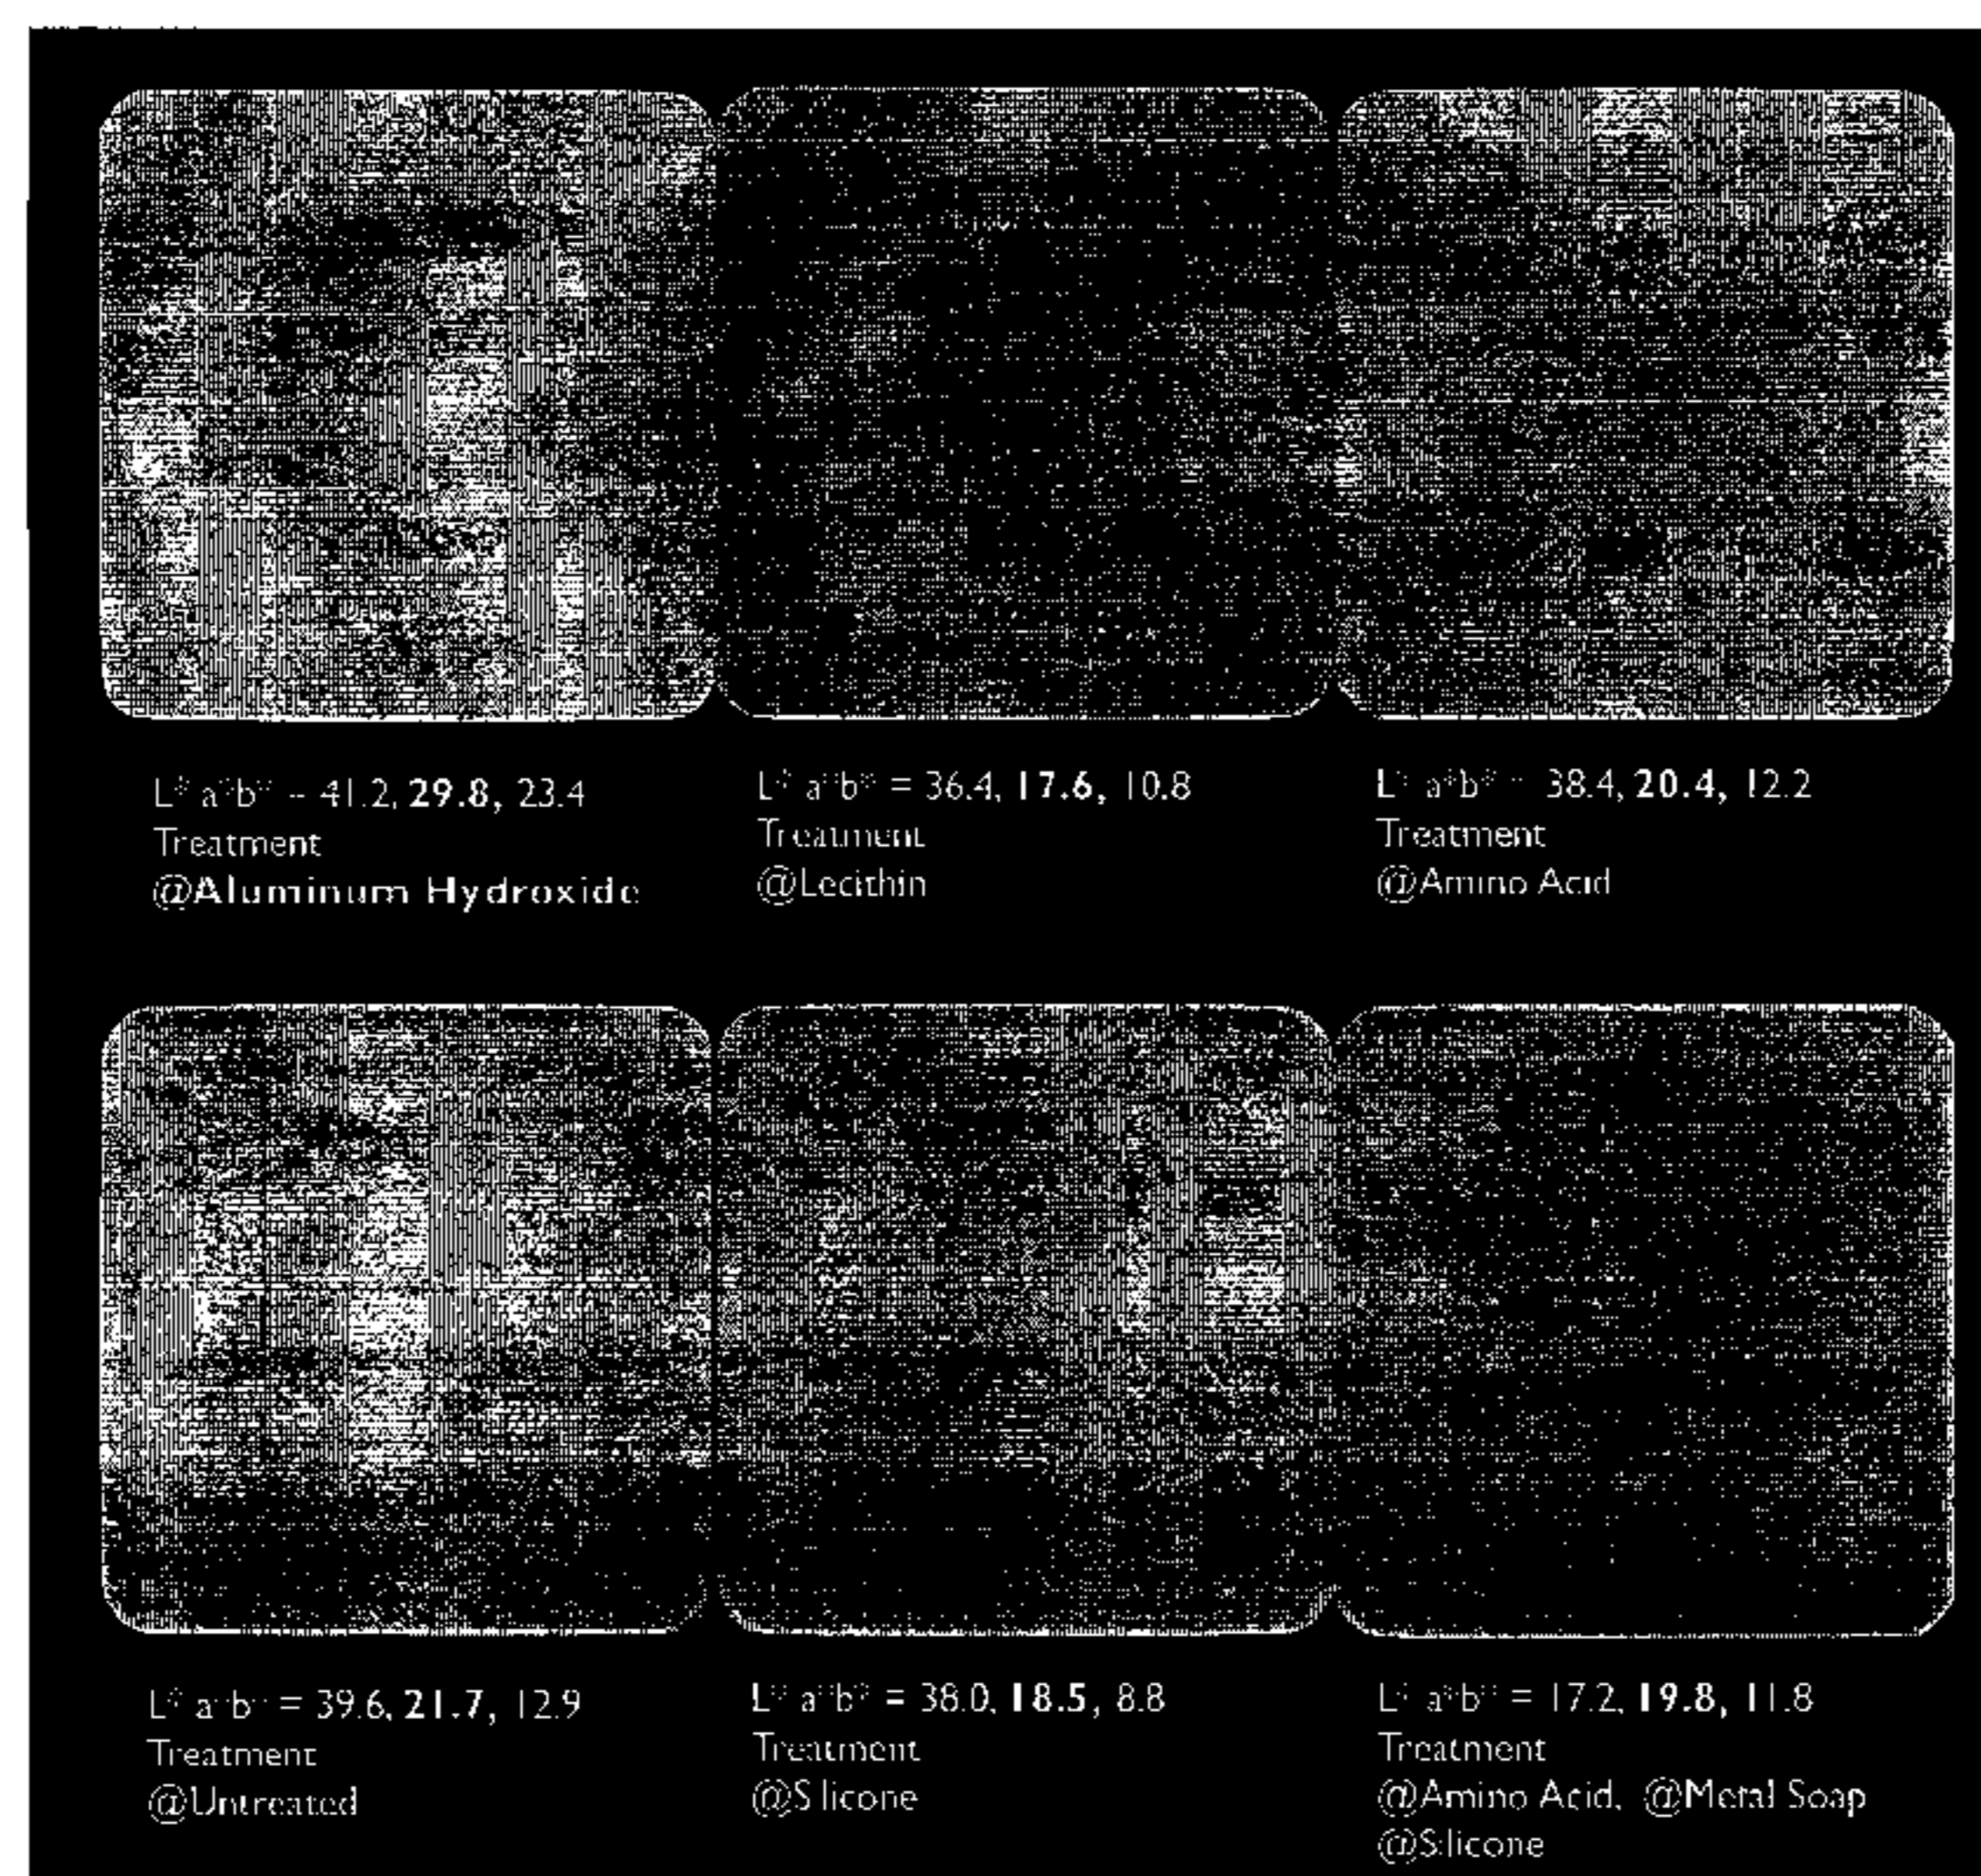 L* a*b* = 41.2, 29.8, 23.4
Treatment
@Aluminum Hydroxide
L* a*b* = 36.4, 17.6, 10.8
Treatment
@Lecithin
L* a*b* = 38.4, 20.4, 12.2
Treatment
@Amino Acid
L* a*b* = 39.6, 21.7, 12.9
Treatment
@Untreated
L* a*b* = 38.0, 18.5, 8.8
Treatment
@Silicone
L* a*b* = 17.2, 19.8, 11.8
Treatment
@Amino Acid, @Metal Soap
@Silicone